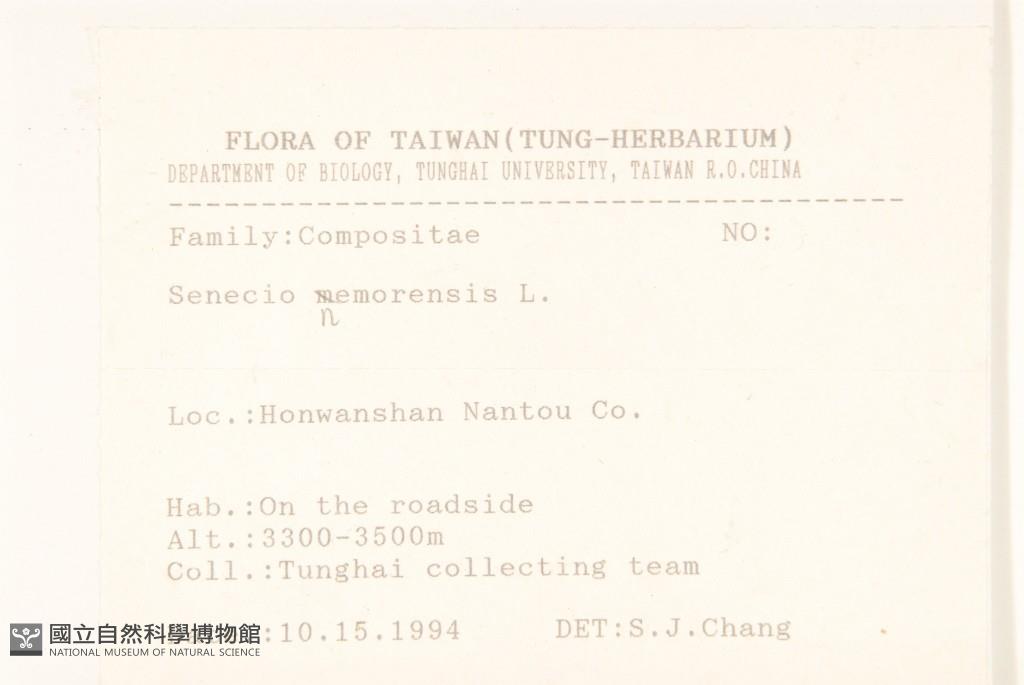 FLORA OF TAIWAN(TUNG-HERBARIUM)
DEPARTMENT OF BIOLOGY, TUNGHAI UNIVERSITY, TAIWAN R.O.CHINA
----------------------------------------
Family:Compositae NO:
Senecio memorensis L.
n
Loc.:Honwanshan Nantou Co.
Hab.:On the roadside
Alt.:3300-3500m
Coll.:Tunghai collecting team
:10.15.1994 DET:S.J.Chang
國立自然科學博物館
NATIONAL MUSEUM OF NATURAL SCIENCE